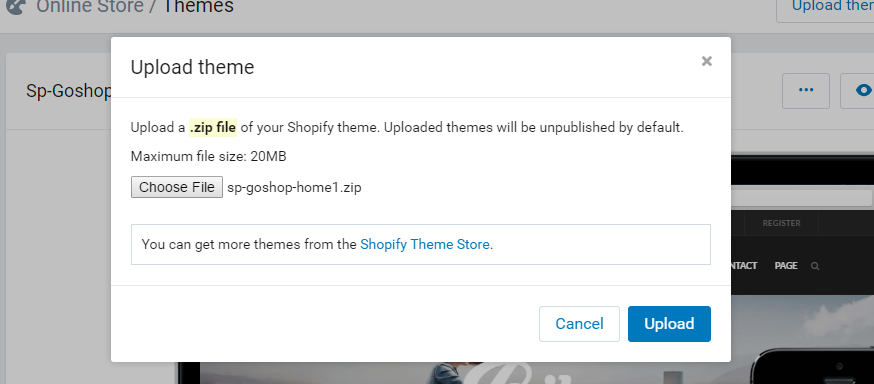 Online Store / Themes
Upload
Upload theme
×
Sp-Goshop
Upload a .zip file of your Shopify theme. Uploaded themes will be unpublished by default.
Maximum file size: 20MB
Choose File sp-goshop-home1.zip
REGISTER
You can get more themes from the Shopify Theme Store.
PAGE
Cancel
Upload